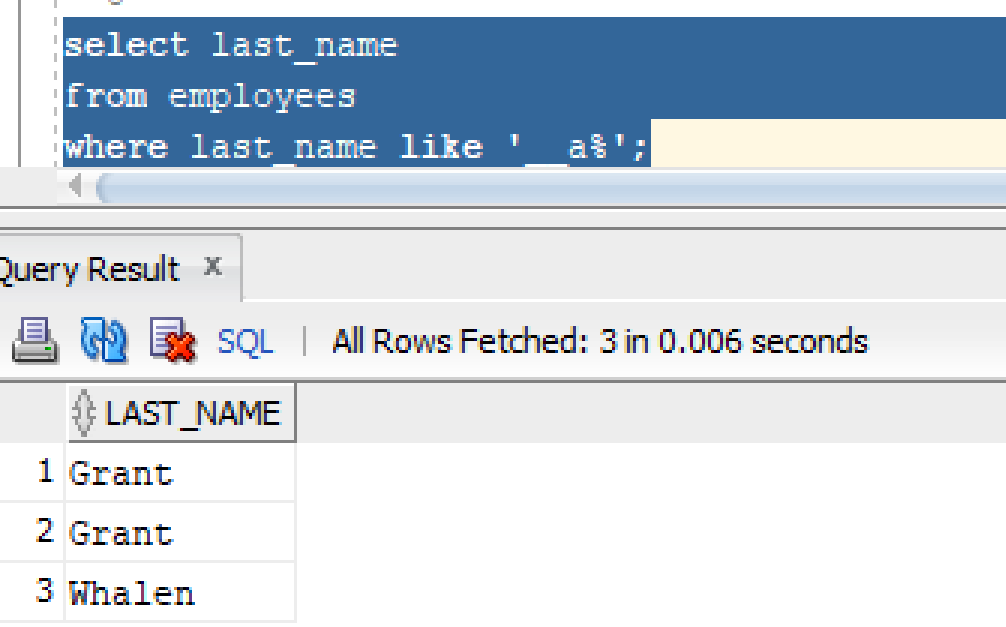 select last_name
from employees
where last_name like '__a%';
Query Result x
SQL | All Rows Fetched: 3 in 0.006 seconds
LAST_NAME
1 Grant
2 Grant
3 Whalen